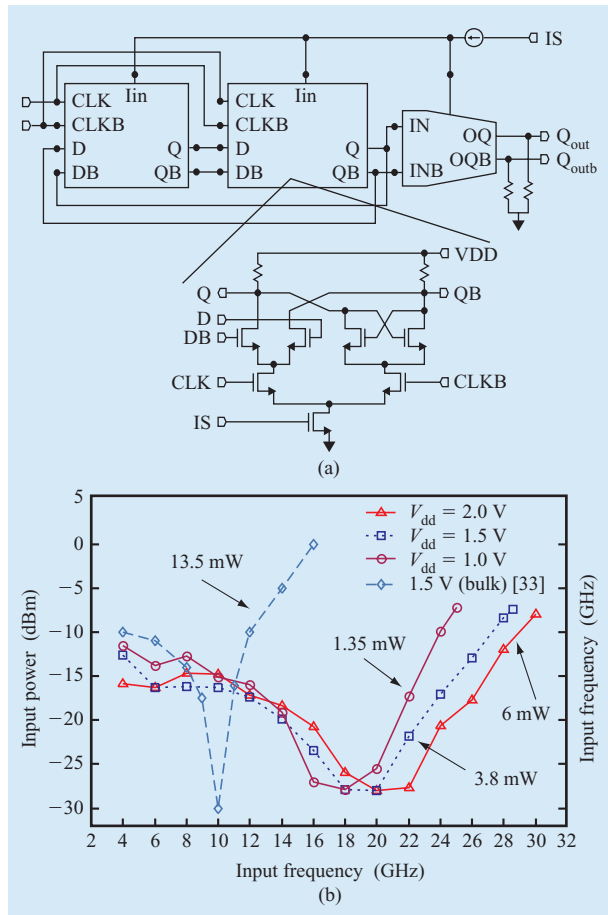 IS
Iin Iin
CLK CLK
CLKB CLKB IN OQ Q_out
D Q D Q OQB Q_outb
DB QB DB QB INB
VDD
Q QB
D
DB
CLK CLKB
IS
(a)
5
0
−5
−10
−15
−20
−25
−30
Input power (dBm)
V_dd = 2.0 V
V_dd = 1.5 V
V_dd = 1.0 V
1.5 V (bulk) [33]
13.5 mW
1.35 mW
6 mW
3.8 mW
Input frequency (GHz)
2 4 6 8 10 12 14 16 18 20 22 24 26 28 30 32
Input frequency (GHz)
(b)